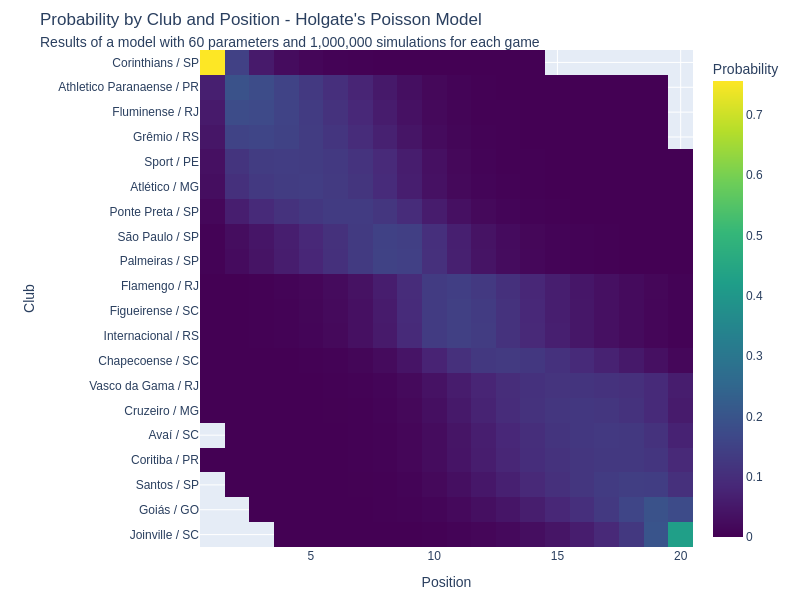 Probability by Club and Position - Holgate's Poisson Model
Results of a model with 60 parameters and 1,000,000 simulations for each game
Probability
Corinthians / SP
Athletico Paranaense / PR
Fluminense / RJ
Grêmio / RS
Sport / PE
Atlético / MG
Ponte Preta / SP
São Paulo / SP
Palmeiras / SP
Flamengo / RJ
Figueirense / SC
Internacional / RS
Chapecoense / SC
Vasco da Gama / RJ
Cruzeiro / MG
Avaí / SC
Coritiba / PR
Santos / SP
Goiás / GO
Joinville / SC
Club
5 10 15 20
Position
0.7
0.6
0.5
0.4
0.3
0.2
0.1
0